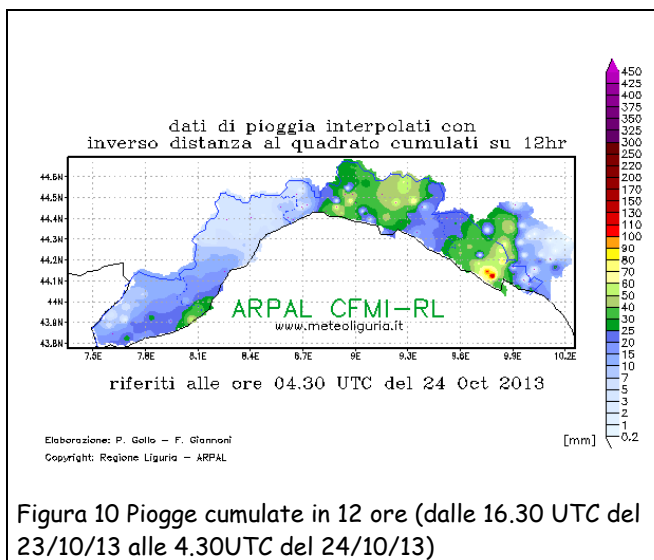 dati di pioggia interpolati con
inverso distanza al quadrato cumulati su 12hr
44.6N
44.5N
44.4N
44.3N
44.2N
44.1N
44N
43.9N
43.8N
7.5E
7.8E
8.1E
8.4E
8.7E
9E
9.3E
9.6E
9.9E
10.2E
ARPAL CFMI-RL
www.meteoliguria.it
riferiti alle ore 04.30 UTC del 24 Oct 2013
450
425
400
375
350
325
300
250
220
200
170
150
130
110
100
90
80
70
60
50
40
30
25
20
15
10
7
5
3
2
1
0.2
[mm]
Elaborazione: P. Gollo - F. Giannoni
Copyright: Regione Liguria - ARPAL
Figura 10 Piogge cumulate in 12 ore (dalle 16.30 UTC del
23/10/13 alle 4.30UTC del 24/10/13)